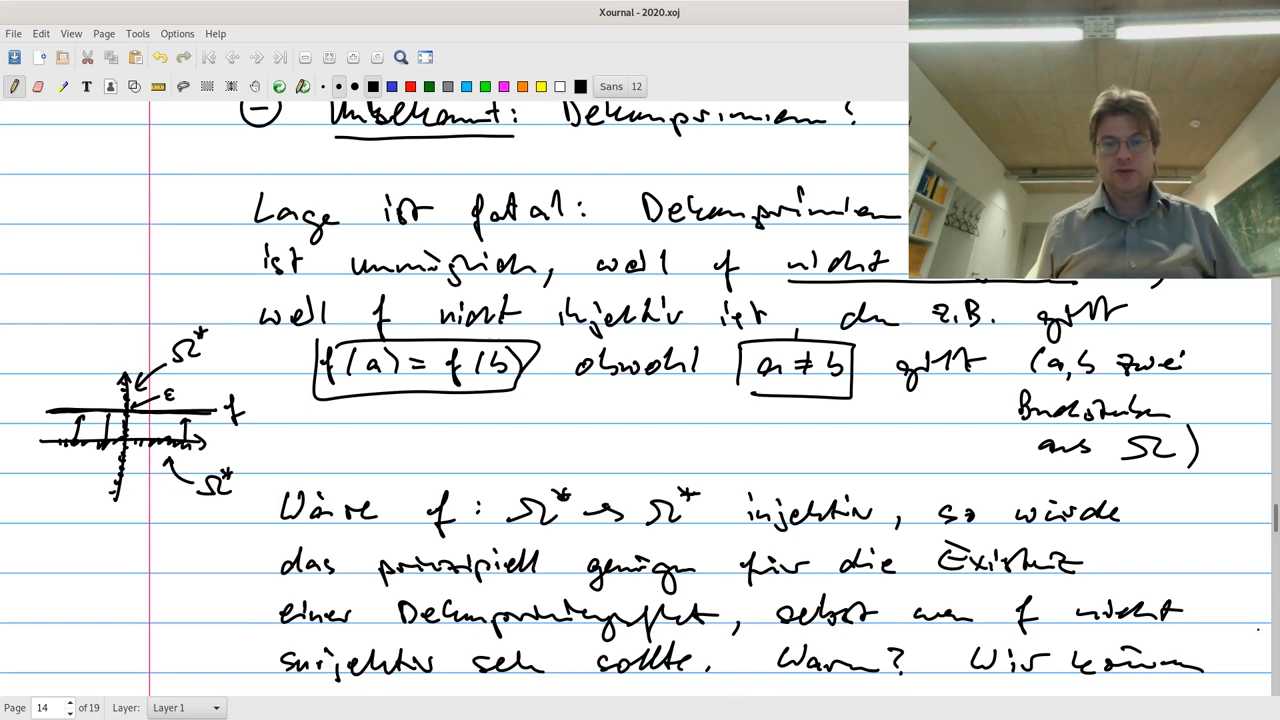 Xournal - 2020.xoj
File Edit View Page Tools Options Help
Sans 12
⊖ Unbekannt: Dekomprimieren?
Lage ist fatal: Dekomprimieren
ist unmöglich, weil f nicht
weil f nicht injektiv ist, da z.B. gilt
f(a) = f(b) obwohl a ≠ b gilt (a, b zwei
Buchstaben
aus Ω)
Ω*
ε
f
Ω*
Wäre f : Ω* → Ω* injektiv, so würde
das prinzipiell genügen für die Existenz
einer Dekomprimierungsfkt, selbst wenn f nicht
surjektiv sein sollte. Warum? Wir können
Page 14 of 19 Layer: Layer 1